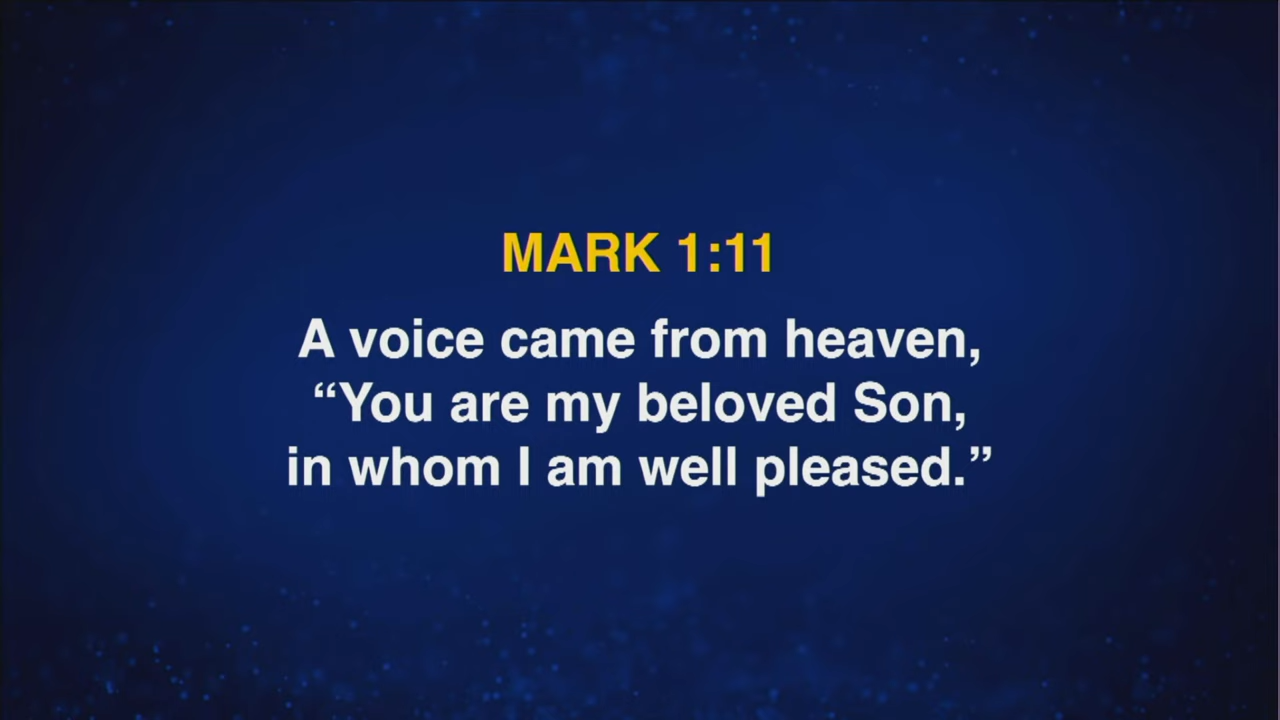 MARK 1:11
A voice came from heaven,
“You are my beloved Son,
in whom I am well pleased.”